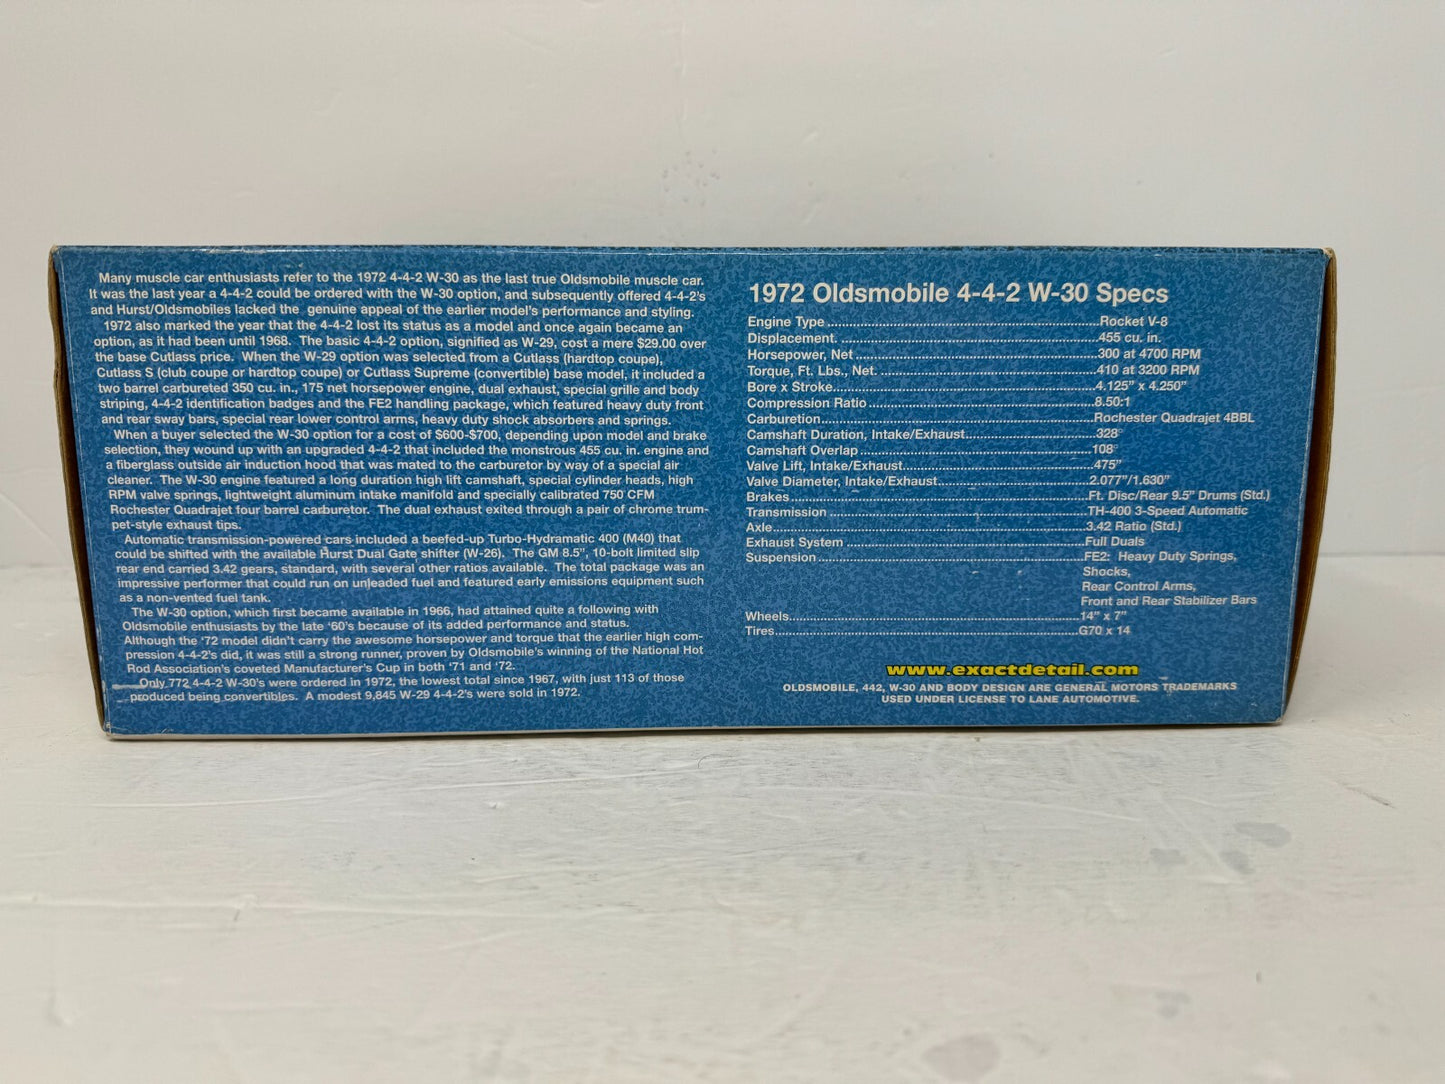 Many muscle car enthusiasts refer to the 1972 4-4-2 W-30 as the last true Oldsmobile muscle car.
It was the last year a 4-4-2 could be ordered with the W-30 option, and subsequently offered 4-4-2's
and Hurst/Oldsmobiles lacked the genuine appeal of the earlier model's performance and styling.
1972 also marked the year that the 4-4-2 lost its status as a model and once again became an
option, as it had been until 1968. The basic 4-4-2 option, signified as W-29, cost a mere $29.00 over
the base Cutlass price. When the W-29 option was selected from a Cutlass (hardtop coupe),
Cutlass S (club coupe or hardtop coupe) or Cutlass Supreme (convertible) base model, it included a
two barrel carbureted 350 cu. in., 175 net horsepower engine, dual exhaust, special grille and body
striping, 4-4-2 identification badges and the FE2 handling package, which featured heavy duty front
and rear sway bars, special rear lower control arms, heavy duty shock absorbers and springs.
When a buyer selected the W-30 option for a cost of $600-$700, depending upon model and brake
selection, they wound up with an upgraded 4-4-2 that included the monstrous 455 cu. in. engine and
a fiberglass outside air induction hood that was mated to the carburetor by way of a special air
cleaner. The W-30 engine featured a long duration high lift camshaft, special cylinder heads, high
RPM valve springs, lightweight aluminum intake manifold and specially calibrated 750 CFM
Rochester Quadrajet four barrel carburetor. The dual exhaust exited through a pair of chrome trum-
pet-style exhaust tips.
Automatic transmission-powered cars included a beefed-up Turbo-Hydramatic 400 (M40) that
could be shifted with the available Hurst Dual Gate shifter (W-26). The GM 8.5", 10-bolt limited slip
rear end carried 3.42 gears, standard, with several other ratios available. The total package was an
impressive performer that could run on unleaded fuel and featured early emissions equipment such
as a non-vented fuel tank.
The W-30 option, which first became available in 1966, had attained quite a following with
Oldsmobile enthusiasts by the late '60's because of its added performance and status.
Although the '72 model didn't carry the awesome horsepower and torque that the earlier high com-
pression 4-4-2's did, it was still a strong runner, proven by Oldsmobile's winning of the National Hot
Rod Association's coveted Manufacturer's Cup in both '71 and '72.
Only 772 4-4-2 W-30's were ordered in 1972, the lowest total since 1967, with just 113 of those
produced being convertibles. A modest 9,845 W-29 4-4-2's were sold in 1972.
1972 Oldsmobile 4-4-2 W-30 Specs
Engine Type ........ Rocket V-8
Displacement. ........ 455 cu. in.
Horsepower, Net ........ 300 at 4700 RPM
Torque, Ft. Lbs., Net. ........ 410 at 3200 RPM
Bore x Stroke........ 4.125" x 4.250"
Compression Ratio ........ 8.50:1
Carburetion........ Rochester Quadrajet 4BBL
Camshaft Duration, Intake/Exhaust........ 328°
Camshaft Overlap ........ 108°
Valve Lift, Intake/Exhaust........ .475"
Valve Diameter, Intake/Exhaust........ 2.077"/1.630"
Brakes........ Ft. Disc/Rear 9.5" Drums (Std.)
Transmission ........ TH-400 3-Speed Automatic
Axle........ 3.42 Ratio (Std.)
Exhaust System ........ Full Duals
Suspension ........ FE2: Heavy Duty Springs,
Shocks,
Rear Control Arms,
Front and Rear Stabilizer Bars
Wheels........ 14" x 7"
Tires........ G70 x 14
www.exactdetail.com
OLDSMOBILE, 442, W-30 AND BODY DESIGN ARE GENERAL MOTORS TRADEMARKS
USED UNDER LICENSE TO LANE AUTOMOTIVE.